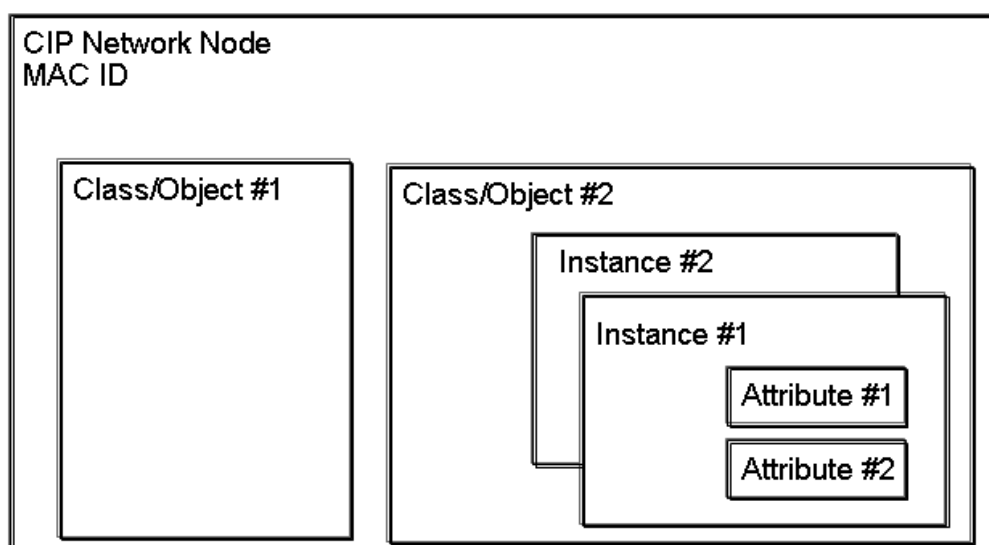 CIP Network Node
MAC ID
Class/Object #1
Class/Object #2
Instance #2
Instance #1
Attribute #1
Attribute #2